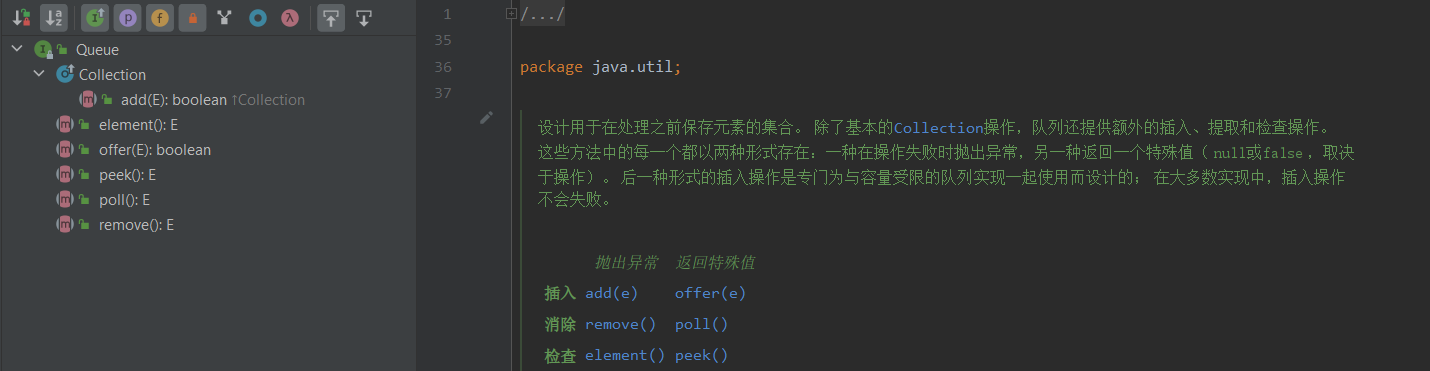 Queue
Collection
add(E): boolean ↑Collection
element(): E
offer(E): boolean
peek(): E
poll(): E
remove(): E
1 /.../
35
36 package java.util;
37
设计用于在处理之前保存元素的集合。 除了基本的Collection操作，队列还提供额外的插入、提取和检查操作。
这些方法中的每一个都以两种形式存在：一种在操作失败时抛出异常，另一种返回一个特殊值（ null或false ，取决
于操作）。 后一种形式的插入操作是专门为与容量受限的队列实现一起使用而设计的； 在大多数实现中，插入操作
不会失败。
抛出异常 返回特殊值
插入 add(e) offer(e)
消除 remove() poll()
检查 element() peek()